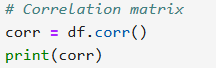 # Correlation matrix
corr = df.corr()
print(corr)